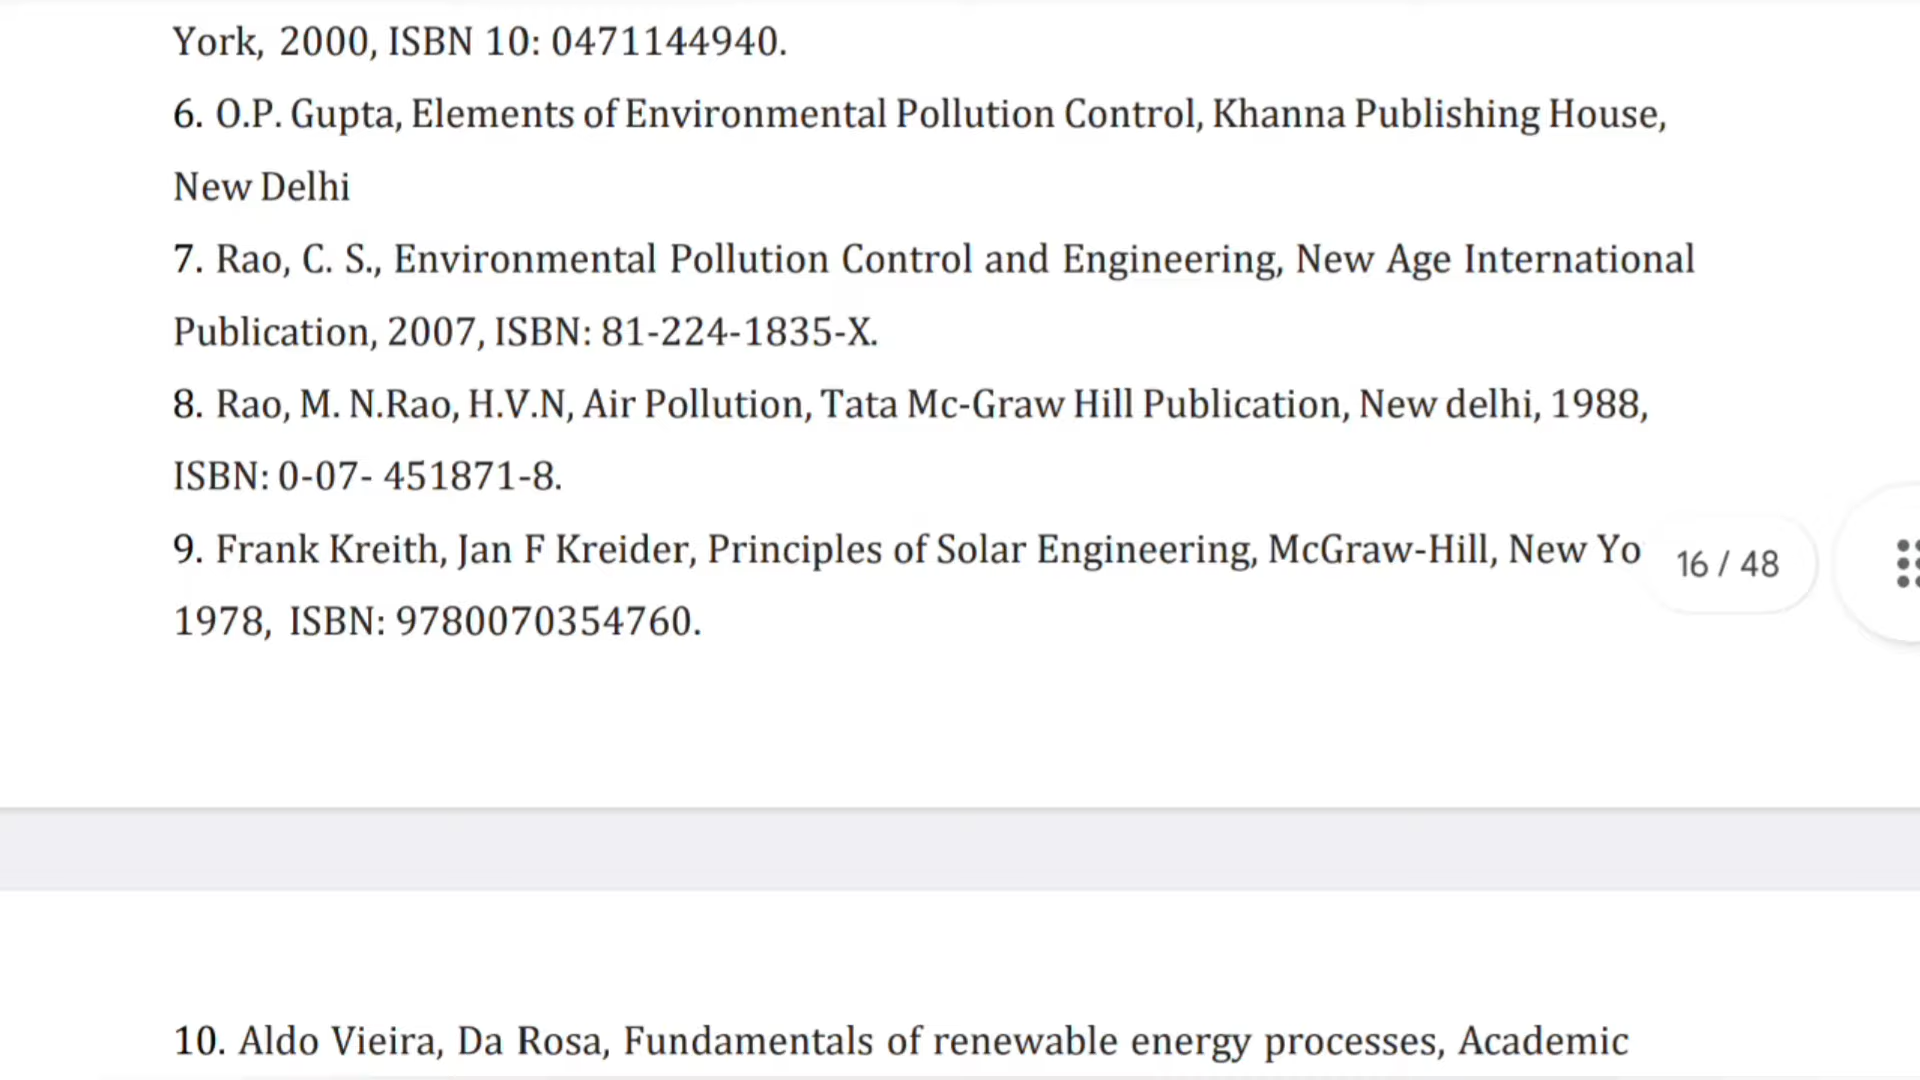 York, 2000, ISBN 10: 0471144940.
6. O.P. Gupta, Elements of Environmental Pollution Control, Khanna Publishing House,
New Delhi
7. Rao, C. S., Environmental Pollution Control and Engineering, New Age International
Publication, 2007, ISBN: 81-224-1835-X.
8. Rao, M. N.Rao, H.V.N, Air Pollution, Tata Mc-Graw Hill Publication, New delhi, 1988,
ISBN: 0-07- 451871-8.
9. Frank Kreith, Jan F Kreider, Principles of Solar Engineering, McGraw-Hill, New Yo
16 / 48
1978, ISBN: 9780070354760.
10. Aldo Vieira, Da Rosa, Fundamentals of renewable energy processes, Academic